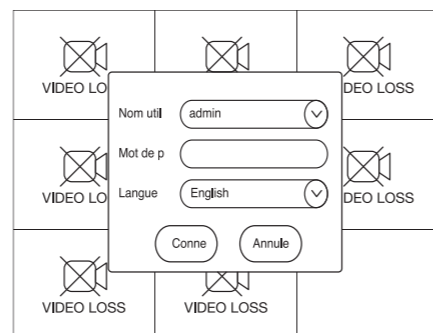 VIDEO LO
DEO LOSS
Nom util admin
Mot de p
VIDEO LO
DEO LOSS
Langue English
Conne Annule
VIDEO LOSS VIDEO LOSS